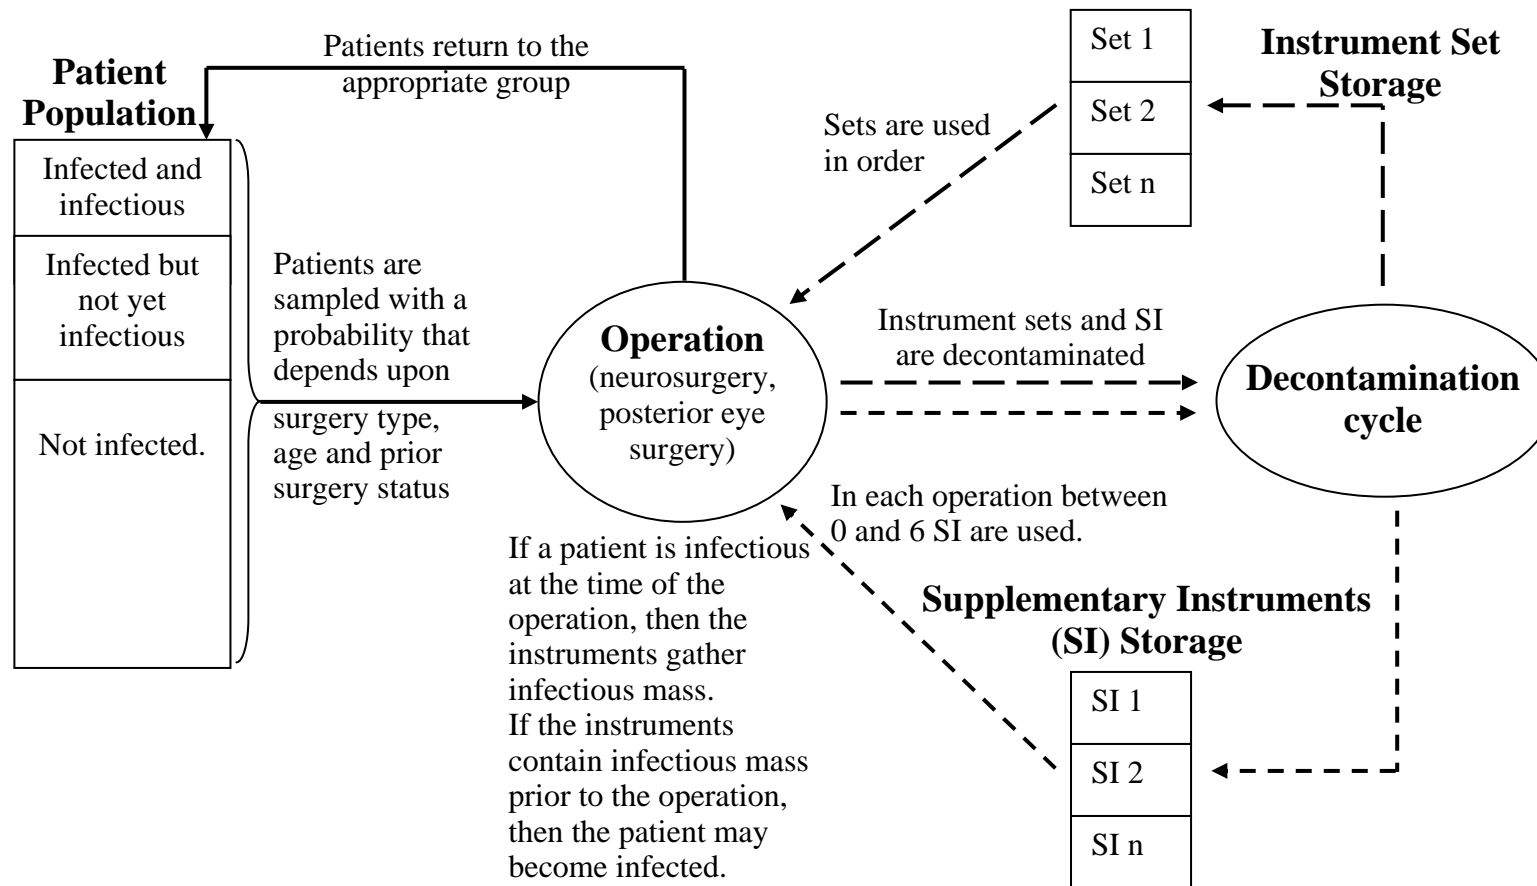 Patients return to the
appropriate group
Patient
Population
Infected and
infectious
Infected but
not yet
infectious
Not infected.
Patients are
sampled with a
probability that
depends upon
surgery type,
age and prior
surgery status
Operation
(neurosurgery,
posterior eye
surgery)
If a patient is infectious
at the time of the
operation, then the
instruments gather
infectious mass.
If the instruments
contain infectious mass
prior to the operation,
then the patient may
become infected.
Sets are used
in order
Set 1
Set 2
Set n
Instrument Set
Storage
Instrument sets and SI
are decontaminated
Decontamination
cycle
In each operation between
0 and 6 SI are used.
Supplementary Instruments
(SI) Storage
SI 1
SI 2
SI n